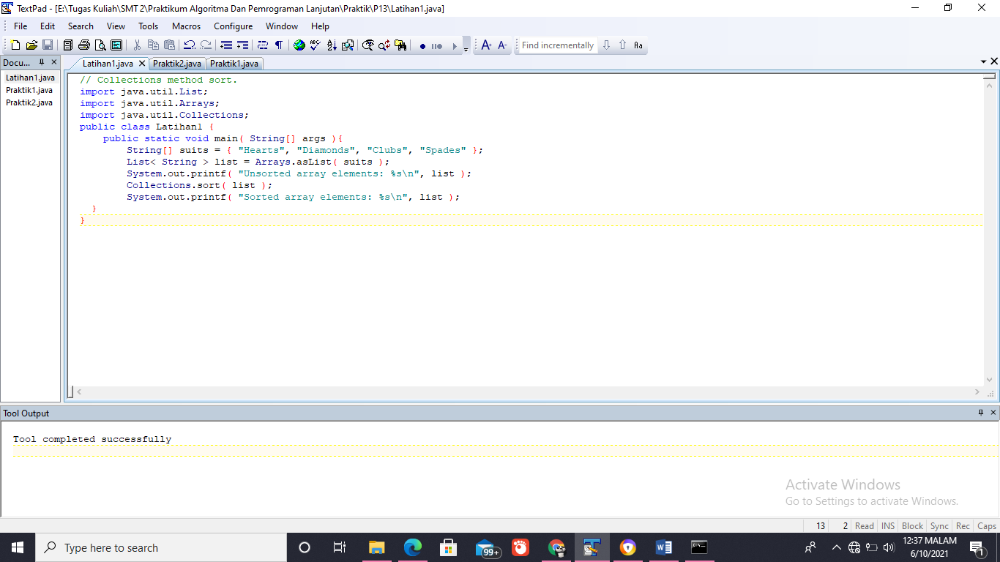 TextPad - [E:\Tugas Kuliah\SMT 2\Praktikum Algoritma Dan Pemrograman Lanjutan\Praktik\P13\Latihan1.java]
File Edit Search View Tools Macros Configure Window Help
Find incrementally
Docu...
Latihan1.java Praktik2.java Praktik1.java
Latihan1.java
Praktik1.java
Praktik2.java
// Collections method sort.
import java.util.List;
import java.util.Arrays;
import java.util.Collections;
public class Latihan1 {
public static void main( String[] args ){
String[] suits = { "Hearts", "Diamonds", "Clubs", "Spades" };
List< String > list = Arrays.asList( suits );
System.out.printf( "Unsorted array elements: %s\n", list );
Collections.sort( list );
System.out.printf( "Sorted array elements: %s\n", list );
}
}
Tool Output
Tool completed successfully
Activate Windows
Go to Settings to activate Windows.
13 2 Read INS Block Sync Rec Caps
Type here to search
99+
12:37 MALAM
6/10/2021
1